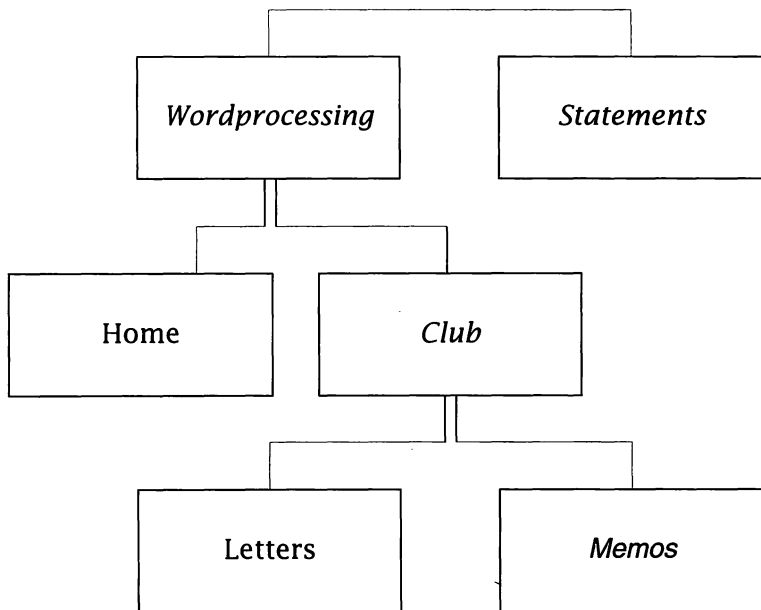 Wordprocessing
Statements
Home
Club
Letters
Memos